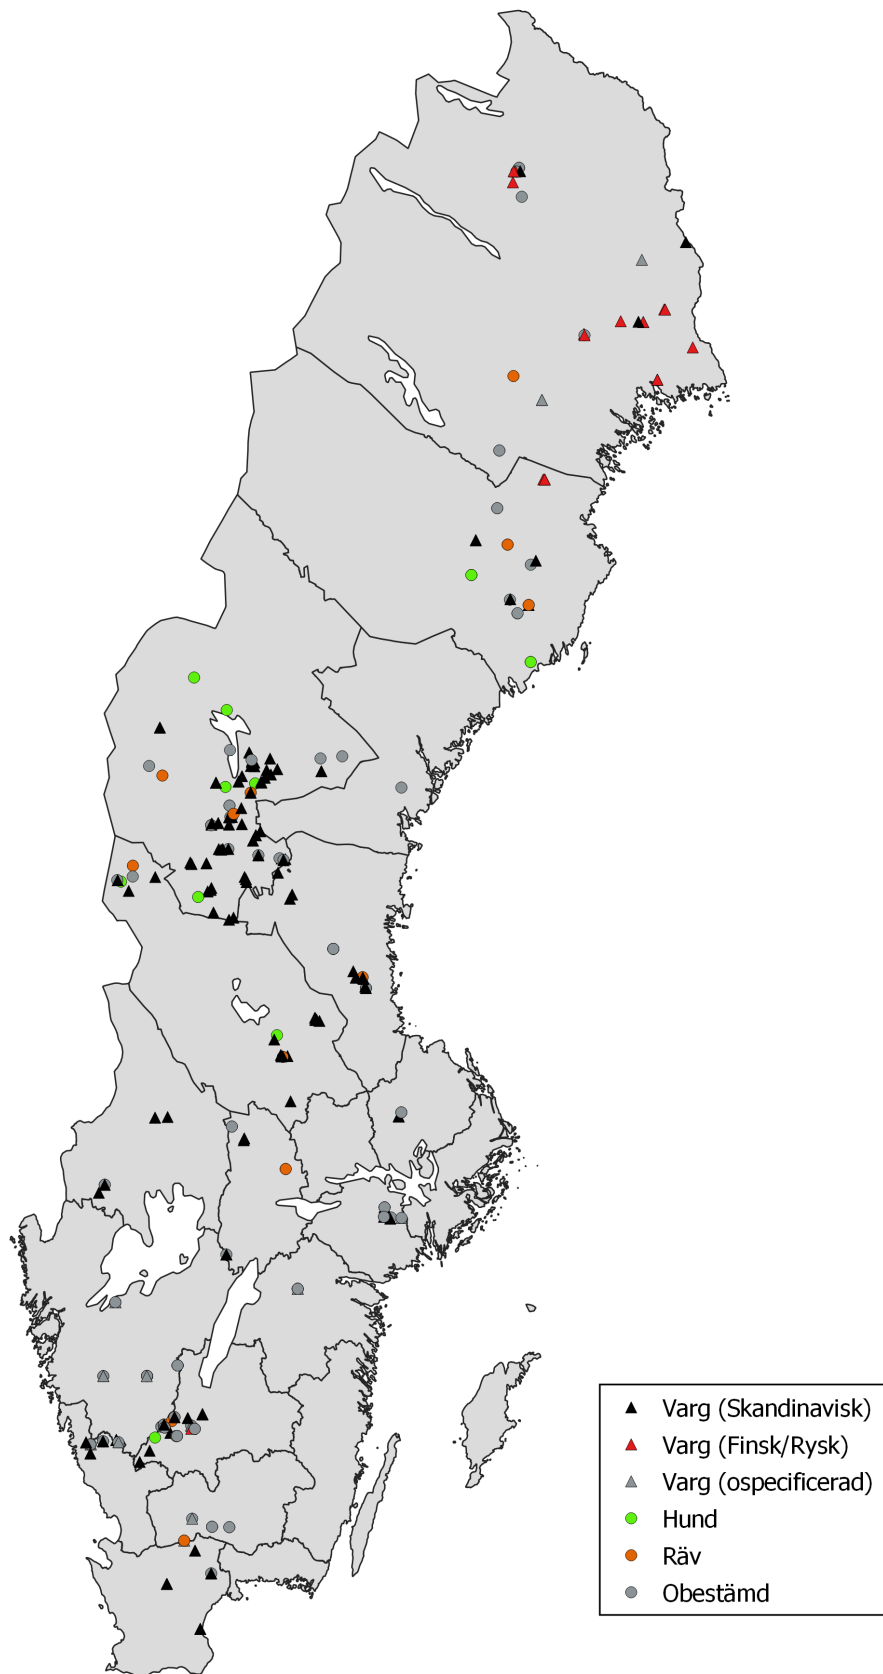 Varg (Skandinavisk)
Varg (Finsk/Rysk)
Varg (ospecificerad)
Hund
Räv
Obestämd